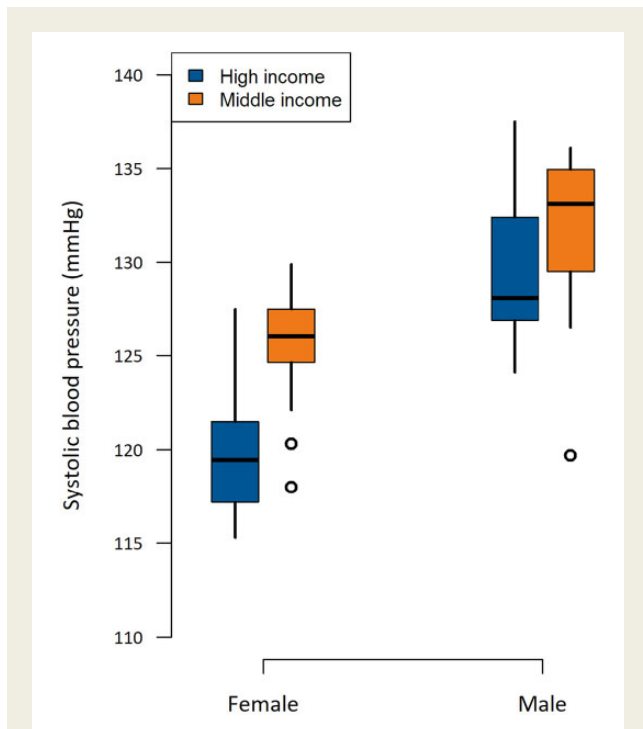 High income
Middle income
Systolic blood pressure (mmHg)
140
135
130
125
120
115
110
Female
Male